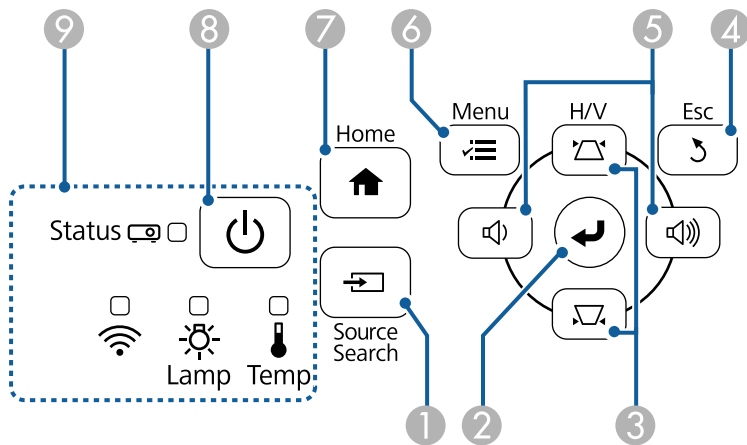 9 8 7 6 5 4
Menu H/V Esc
Home
Status
Source
Search
Lamp Temp
1 2 3